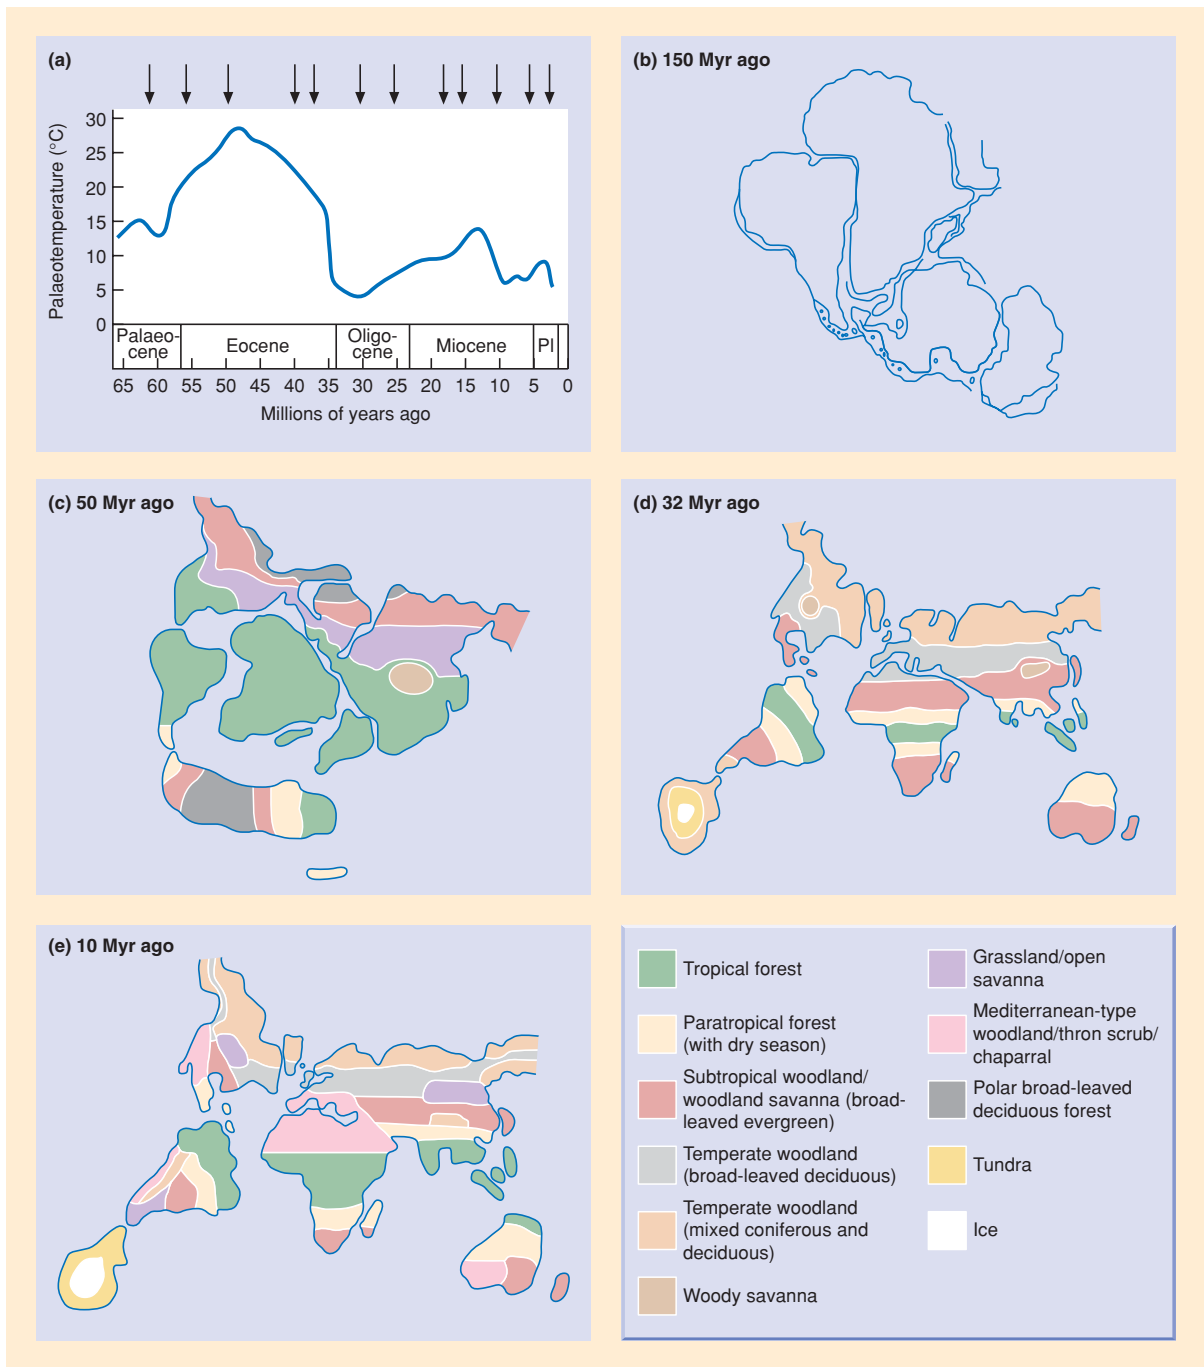 (a)
Palaeotemperature (°C)
30
25
20
15
10
5
0
Palaeo-
cene
Eocene
Oligo-
cene
Miocene
Pl
65 60 55 50 45 40 35 30 25 20 15 10 5 0
Millions of years ago
(b) 150 Myr ago
(c) 50 Myr ago
(d) 32 Myr ago
(e) 10 Myr ago
Tropical forest
Paratropical forest
(with dry season)
Subtropical woodland/
woodland savanna (broad-
leaved evergreen)
Temperate woodland
(broad-leaved deciduous)
Temperate woodland
(mixed coniferous and
deciduous)
Woody savanna
Grassland/open
savanna
Mediterranean-type
woodland/thron scrub/
chaparral
Polar broad-leaved
deciduous forest
Tundra
Ice